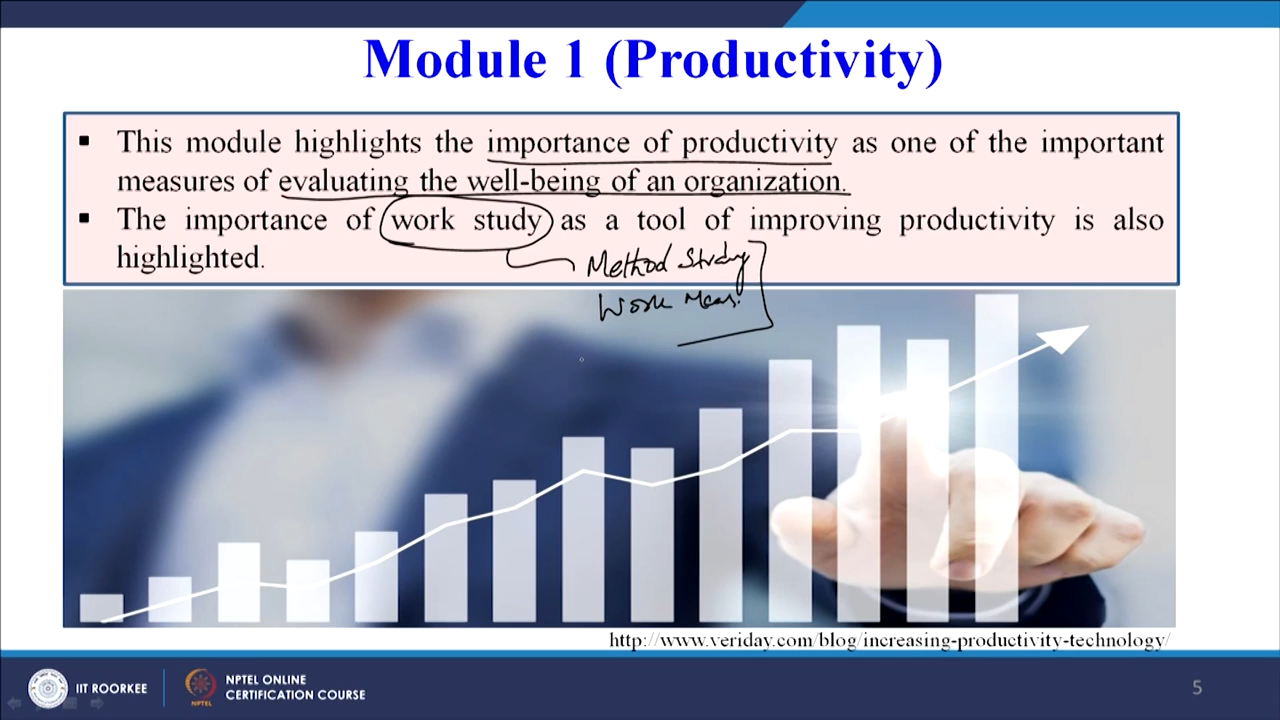 Module 1 (Productivity)
▪ This module highlights the importance of productivity as one of the important
measures of evaluating the well-being of an organization.
▪ The importance of work study as a tool of improving productivity is also
highlighted.
Method Study
Work Meas.
http://www.veriday.com/blog/increasing-productivity-technology/
IIT ROORKEE
NPTEL
NPTEL ONLINE
CERTIFICATION COURSE
5